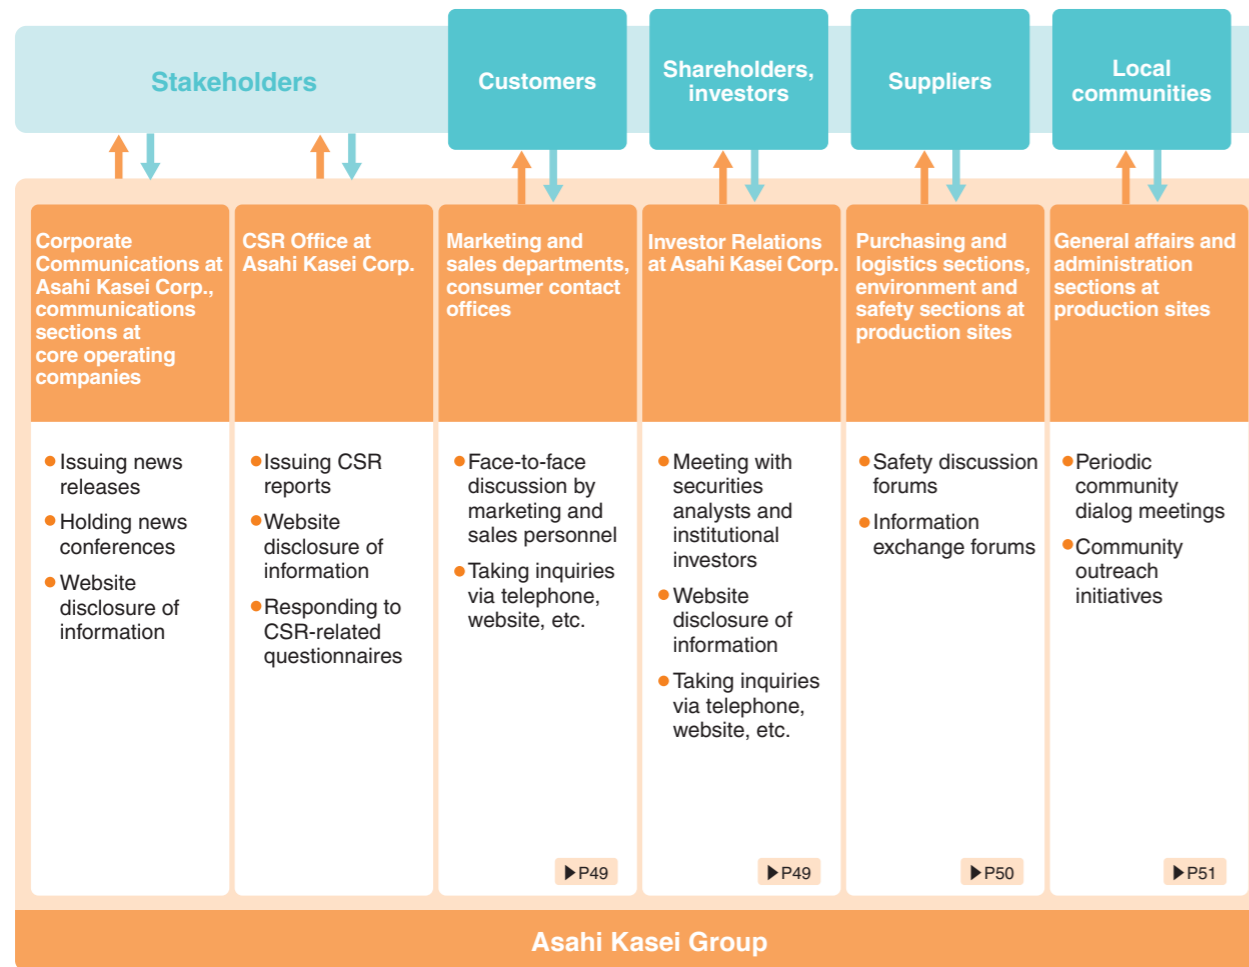 Stakeholders
Customers
Shareholders,
investors
Suppliers
Local
communities
Corporate
Communications at
Asahi Kasei Corp.,
communications
sections at
core operating
companies
● Issuing news
releases
● Holding news
conferences
● Website
disclosure of
information
CSR Office at
Asahi Kasei Corp.
● Issuing CSR
reports
● Website
disclosure of
information
● Responding to
CSR-related
questionnaires
Marketing and
sales departments,
consumer contact
offices
● Face-to-face
discussion by
marketing and
sales personnel
● Taking inquiries
via telephone,
website, etc.
▶P49
Investor Relations
at Asahi Kasei Corp.
● Meeting with
securities
analysts and
institutional
investors
● Website
disclosure of
information
● Taking inquiries
via telephone,
website, etc.
▶P49
Purchasing and
logistics sections,
environment and
safety sections at
production sites
● Safety discussion
forums
● Information
exchange forums
▶P50
General affairs and
administration
sections at
production sites
● Periodic
community
dialog meetings
● Community
outreach
initiatives
▶P51
Asahi Kasei Group